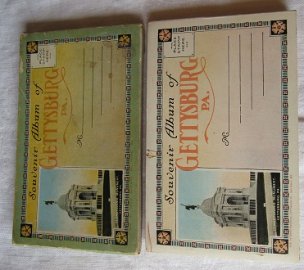 Souvenir Album of
GETTYSBURG
PA.
Souvenir Album of
GETTYSBURG
PA.